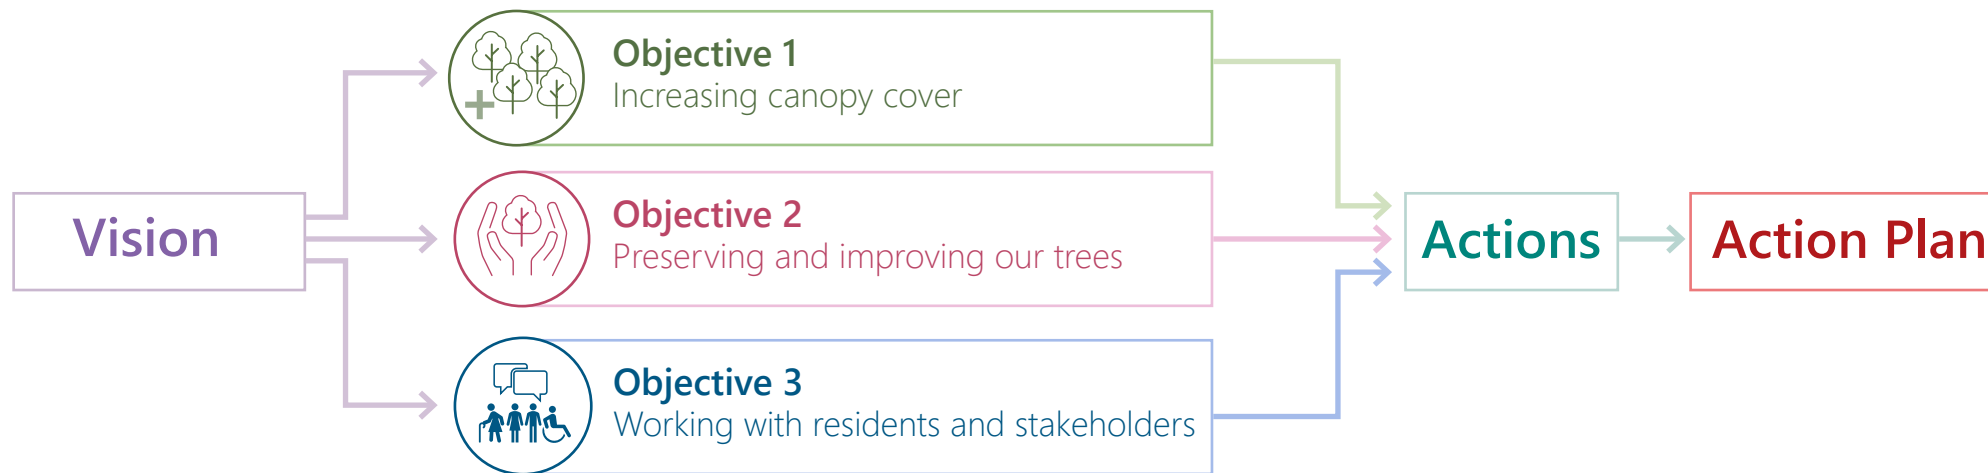 Vision
Objective 1
Increasing canopy cover
Objective 2
Preserving and improving our trees
Objective 3
Working with residents and stakeholders
Actions
Action Plan